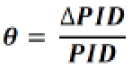 θ = ΔPID / PID